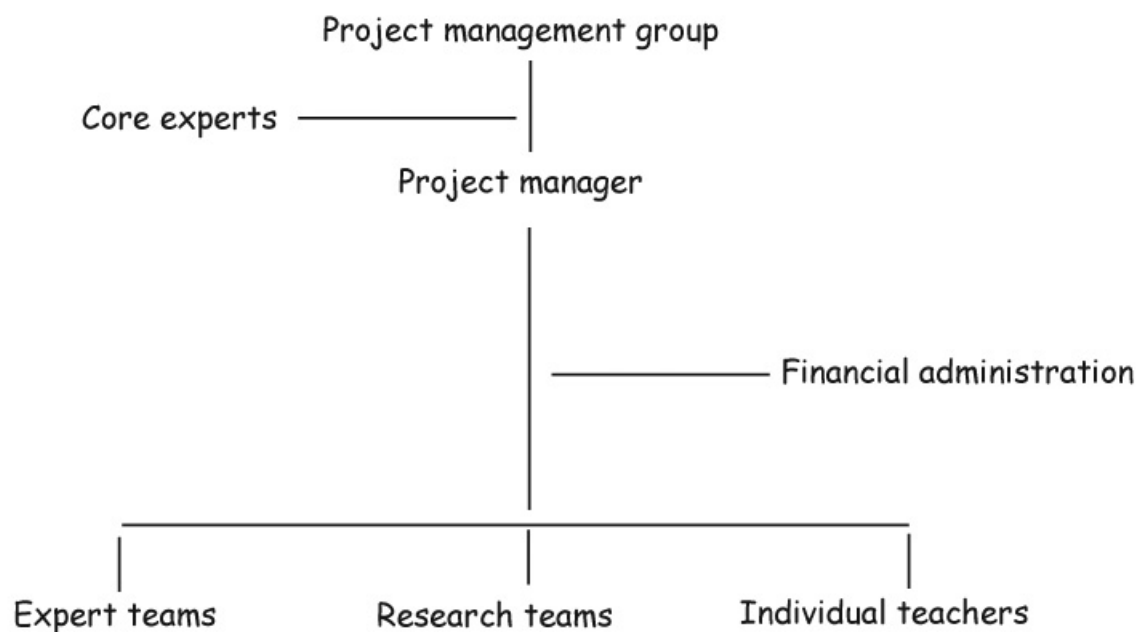 Project management group
Core experts
Project manager
Financial administration
Expert teams
Research teams
Individual teachers